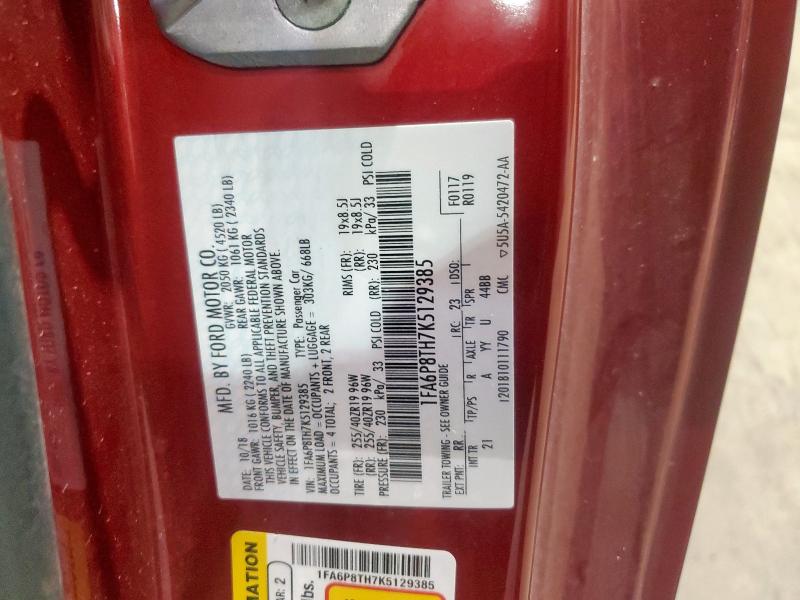 MFD. BY FORD MOTOR CO.
DATE: 10/18 GVWR: 2050 KG ( 4520 LB)
FRONT GAWR: 1016 KG ( 2240 LB) REAR GAWR: 1061 KG ( 2340 LB)
THIS VEHICLE CONFORMS TO ALL APPLICABLE FEDERAL MOTOR
VEHICLE SAFETY, BUMPER, AND THEFT PREVENTION STANDARDS
IN EFFECT ON THE DATE OF MANUFACTURE SHOWN ABOVE.
VIN: 1FA6P8TH7K5129385 TYPE: Passenger Car
MAXIMUM LOAD = OCCUPANTS + LUGGAGE = 303KG/ 668LB
OCCUPANTS = 4 TOTAL; 2 FRONT, 2 REAR
TIRE (FR): 255/40ZR19 96W RIMS (FR): 19x8.5J
(RR): 255/40ZR19 96W (RR): 19x8.5J
PRESSURE (FR): 230 kPa/ 33 PSI COLD (RR): 230 kPa/ 33 PSI COLD
1FA6P8TH7K5129385
TRAILER TOWING - SEE OWNER GUIDE
F0117
R0119
EXT PNT: RR RC: 23 DSO:
INT TR TP/PS R AXLE TR SPR
21 A YY U 44BB
12018101111790 CMC ▽5U5A-5420472-AA
1FA6P8TH7K5129385
AR: 2
lbs.